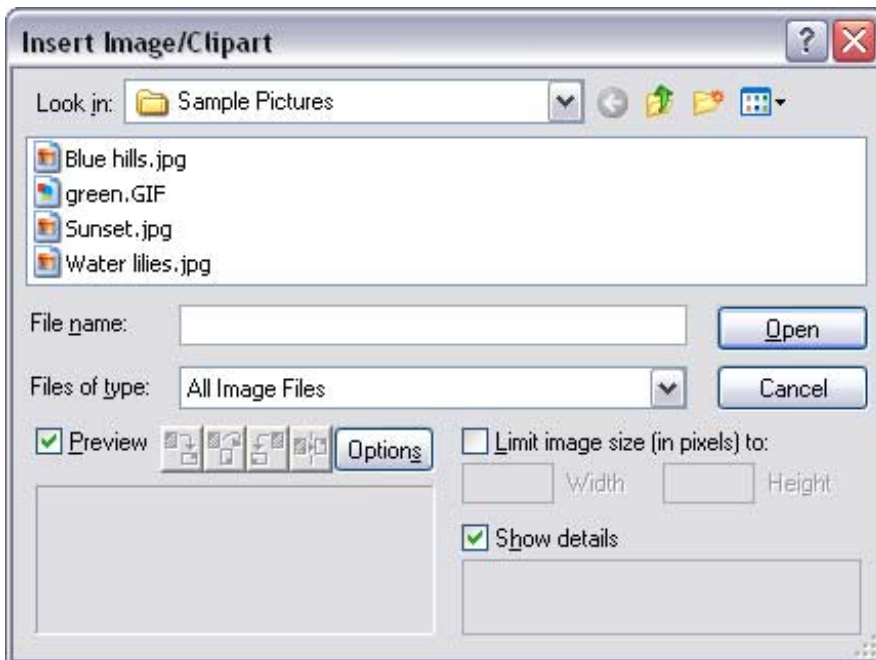 Insert Image/Clipart
Look in: Sample Pictures
Blue hills.jpg
green.GIF
Sunset.jpg
Water lilies.jpg
File name: Open
Files of type: All Image Files Cancel
Preview Options Limit image size (in pixels) to:
Width Height
Show details